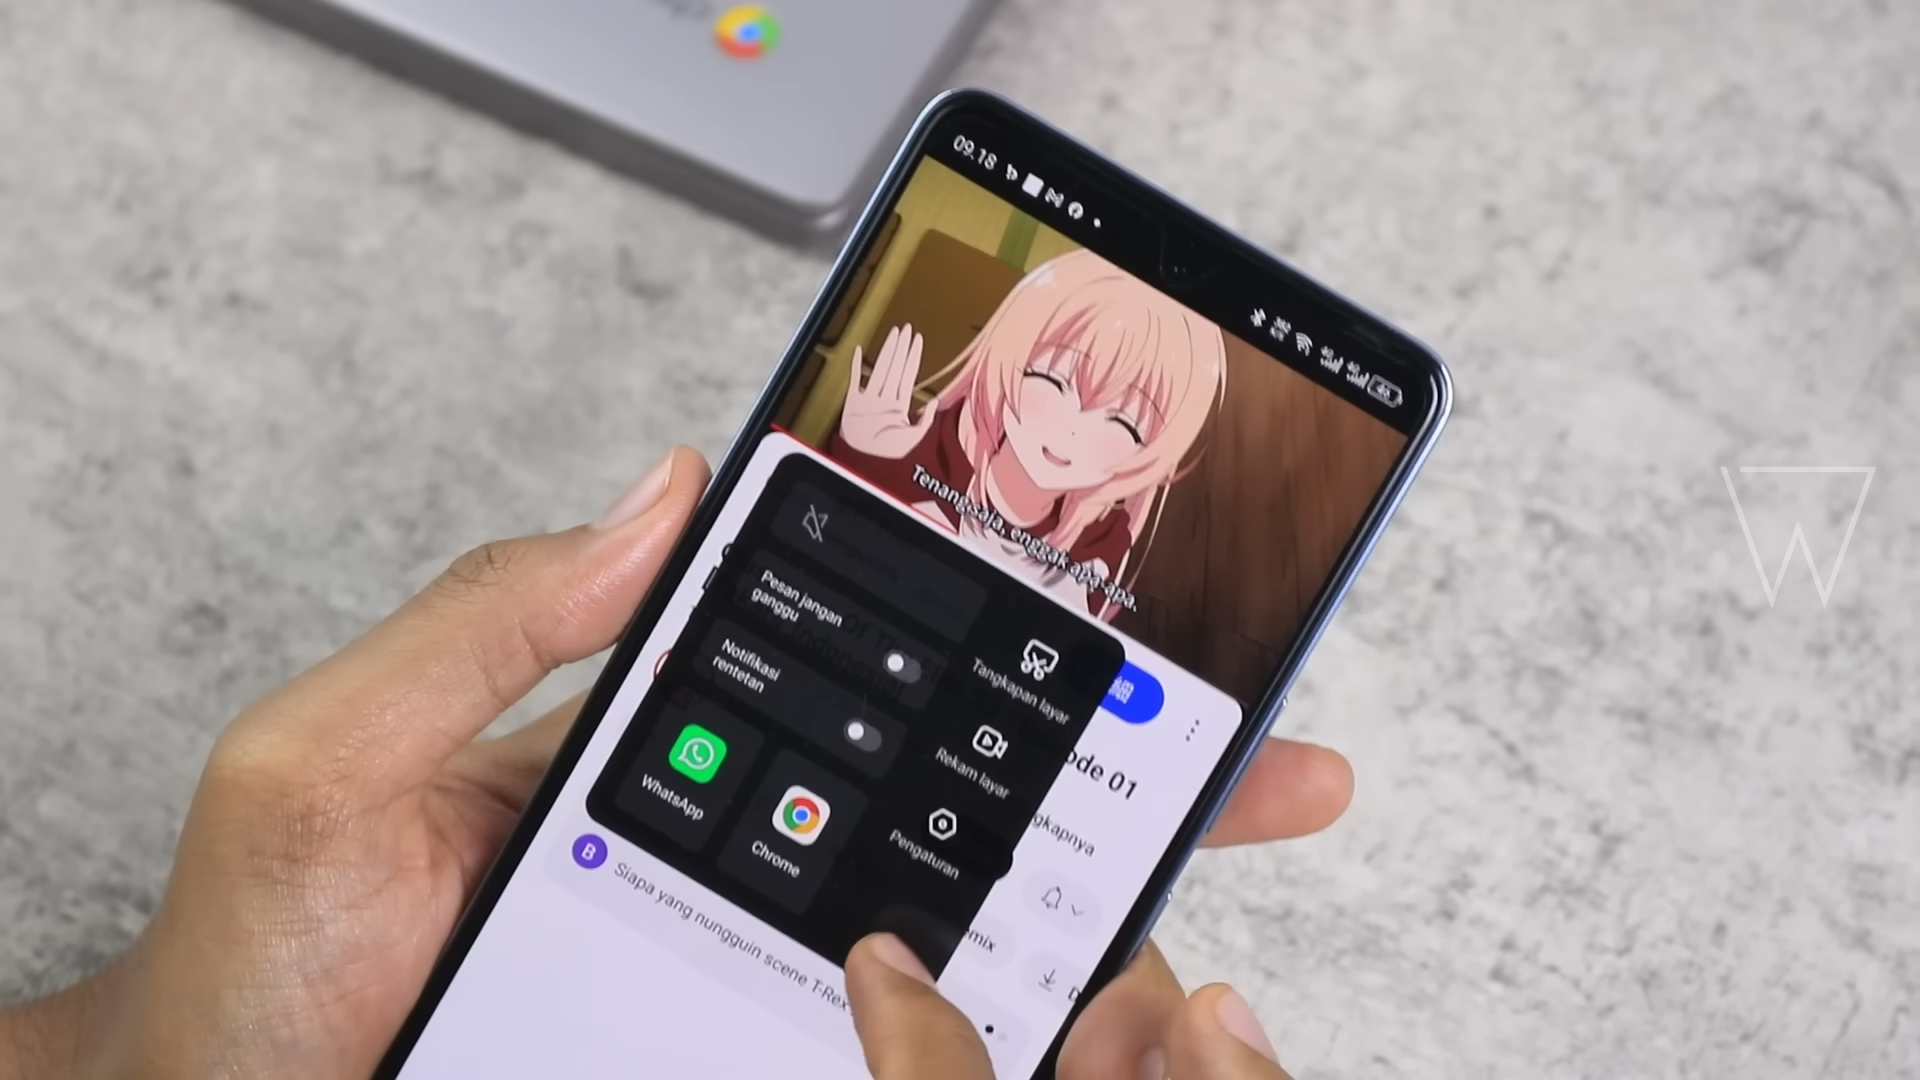 09.18
Tenang saja, enggak apa-apa.
Pesan jangan
ganggu
Notifikasi
rentetan
Tangkapan layar
Rekam layar
Pengaturan
WhatsApp
Chrome
ode 01
gkapnya
emix
B
Siapa yang nungguin scene T-Rex
W